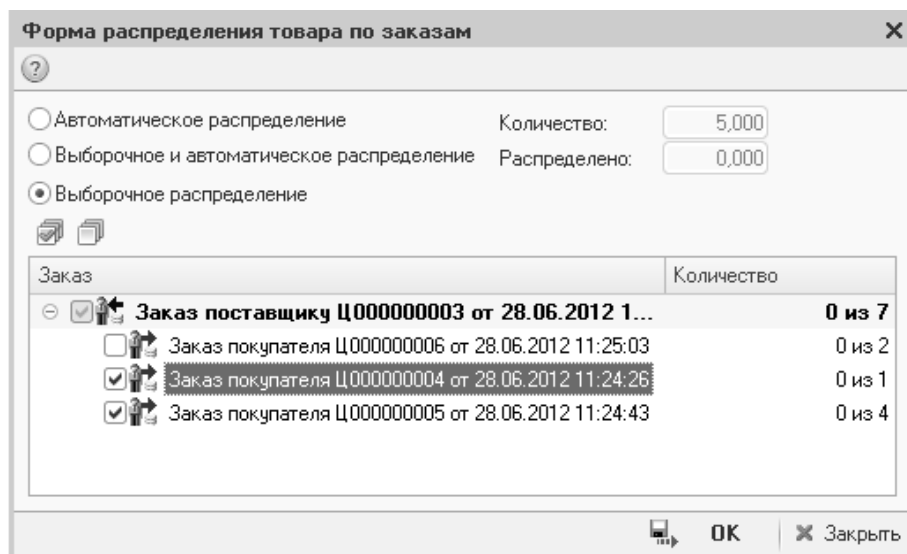 Форма распределения товара по заказам
Автоматическое распределение Количество: 5,000
Выборочное и автоматическое распределение Распределено: 0,000
Выборочное распределение
Заказ Количество
Заказ поставщику Ц000000003 от 28.06.2012 1... 0 из 7
Заказ покупателя Ц000000006 от 28.06.2012 11:25:03 0 из 2
Заказ покупателя Ц000000004 от 28.06.2012 11:24:26 0 из 1
Заказ покупателя Ц000000005 от 28.06.2012 11:24:43 0 из 4
OK Закрыть